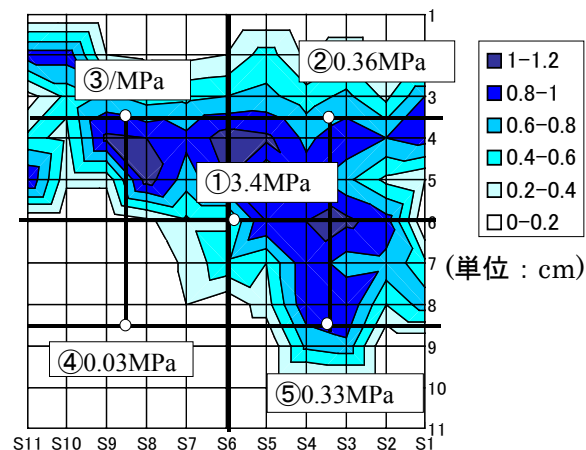 1
②0.36MPa
③/MPa
3
4
①3.4MPa
5
6
7
8
9
④0.03MPa
⑤0.33MPa
10
11
S11 S10 S9 S8 S7 S6 S5 S4 S3 S2 S1
1-1.2
0.8-1
0.6-0.8
0.4-0.6
0.2-0.4
0-0.2
(単位：cm)